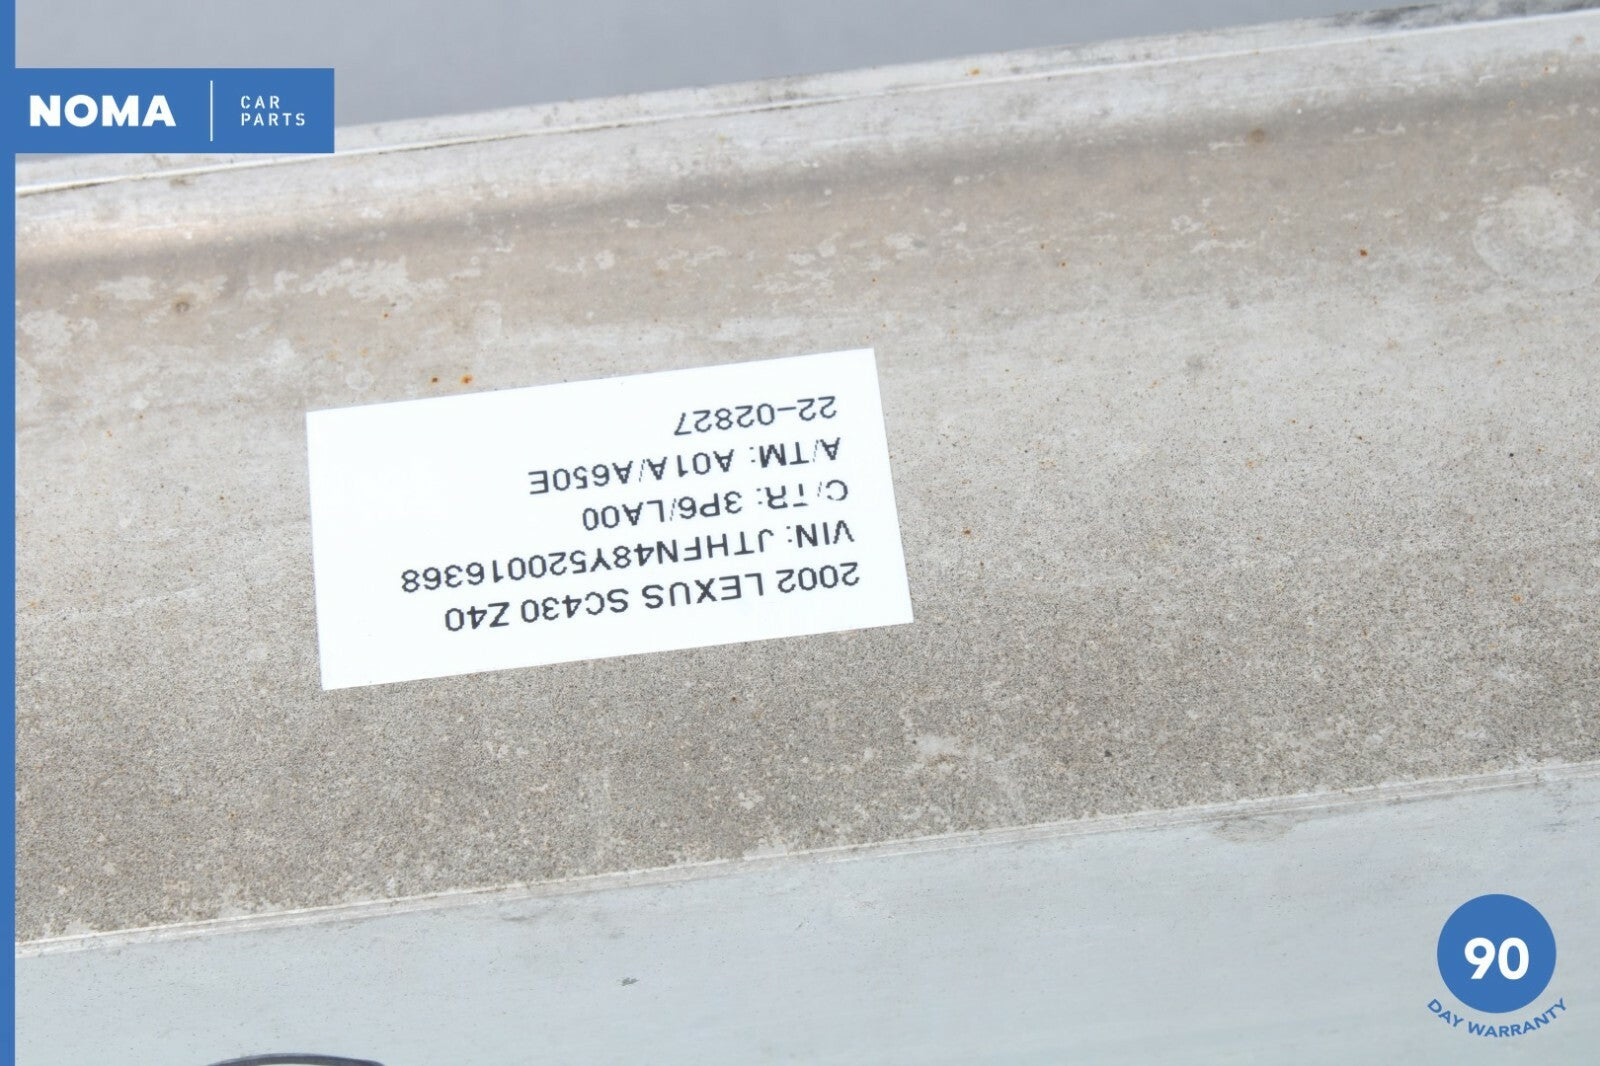 NOMA
CAR
PARTS
2002 LEXUS SC430 Z40
VIN: JTHFN48Y520016368
C/TR: 3P6/LA00
A/TM: A01A/A650E
22-02827
90
DAY WARRANTY